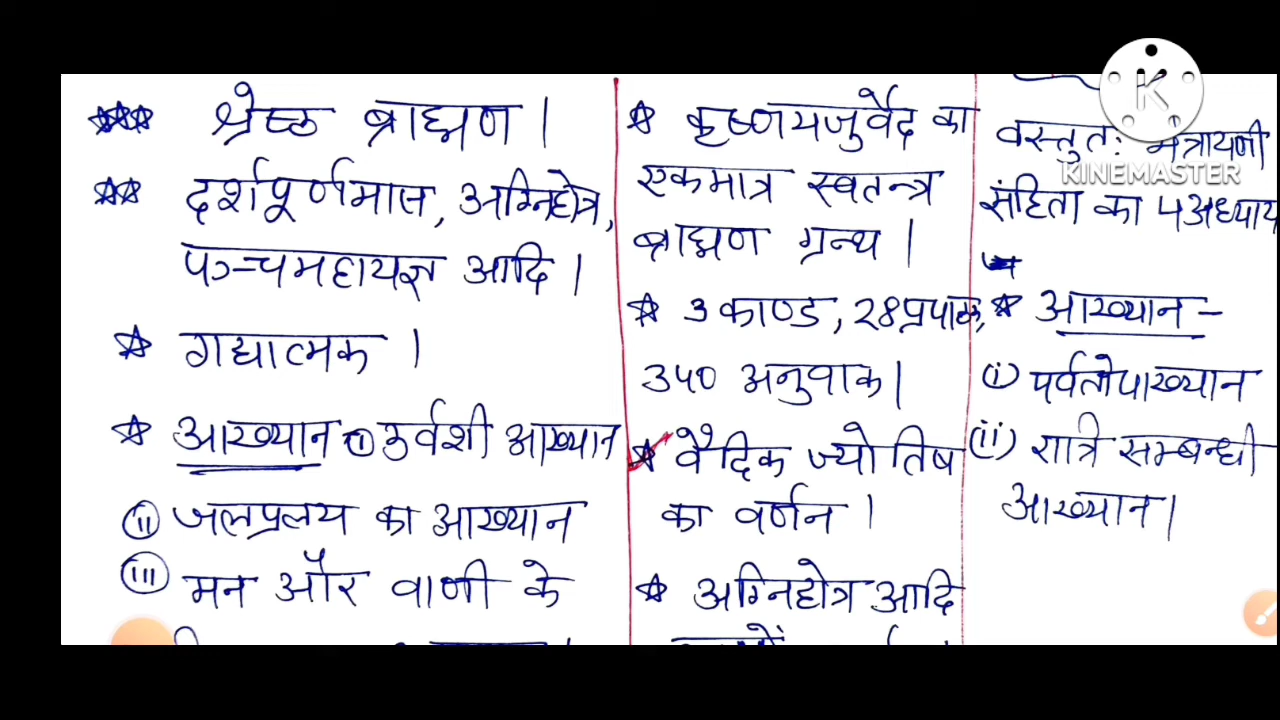 *** श्रेष्ठ ब्राह्मण ।
** दर्शपूर्णमास, अग्निहोत्र,
पञ्चमहायज्ञ आदि ।
* गद्यात्मक ।
* आख्यान ① उर्वशी आख्यान
(ii) जलप्रलय का आख्यान
(iii) मन और वाणी के
* कृष्णयजुर्वेद का
एकमात्र स्वतन्त्र
ब्राह्मण ग्रन्थ ।
* 3 काण्ड, 28 प्रपाठक,
340 अनुवाक ।
* वैदिक ज्योतिष
का वर्णन ।
* अग्निहोत्र आदि
वस्तुतः मैत्रायणी
संहिता का 4 अध्याय
* आख्यान -
(i) पर्वतोपाख्यान
(ii) रात्रि सम्बन्धी
आख्यान ।
K
KINEMASTER